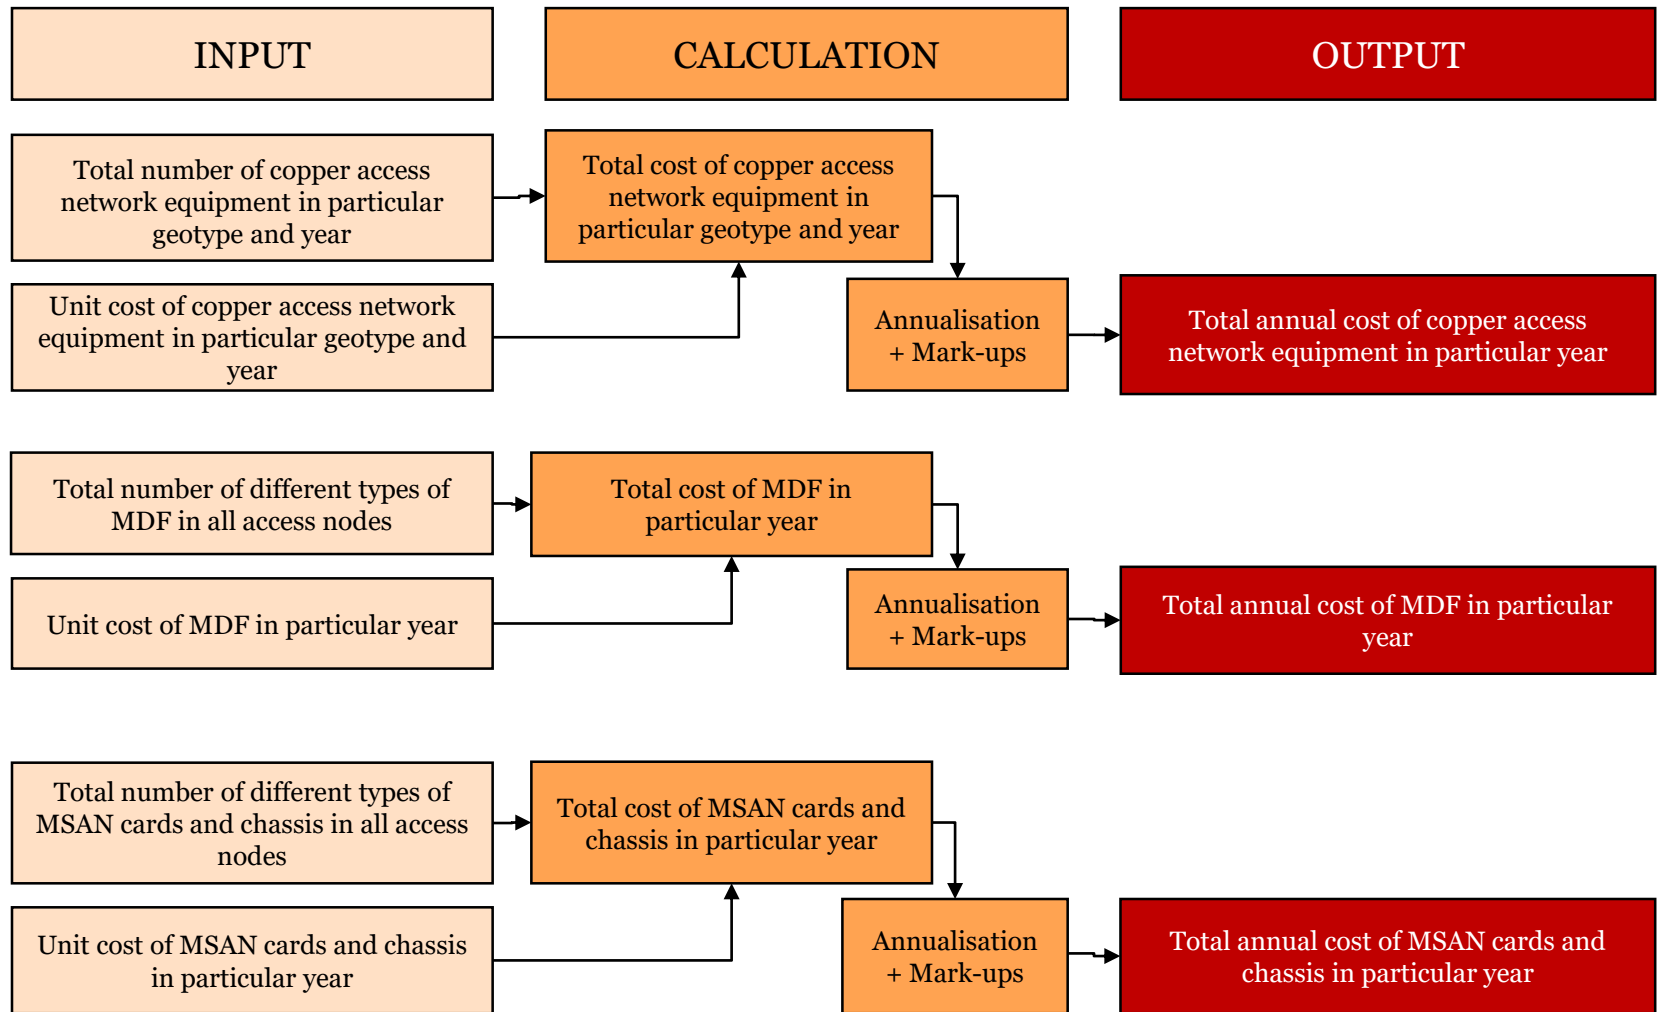 INPUT
CALCULATION
OUTPUT
Total number of copper access
network equipment in particular
geotype and year
Total cost of copper access
network equipment in
particular geotype and year
Unit cost of copper access network
equipment in particular geotype and
year
Annualisation
+ Mark-ups
Total annual cost of copper access
network equipment in particular year
Total number of different types of
MDF in all access nodes
Total cost of MDF in
particular year
Unit cost of MDF in particular year
Annualisation
+ Mark-ups
Total annual cost of MDF in particular
year
Total number of different types of
MSAN cards and chassis in all access
nodes
Total cost of MSAN cards and
chassis in particular year
Unit cost of MSAN cards and chassis
in particular year
Annualisation
+ Mark-ups
Total annual cost of MSAN cards and
chassis in particular year